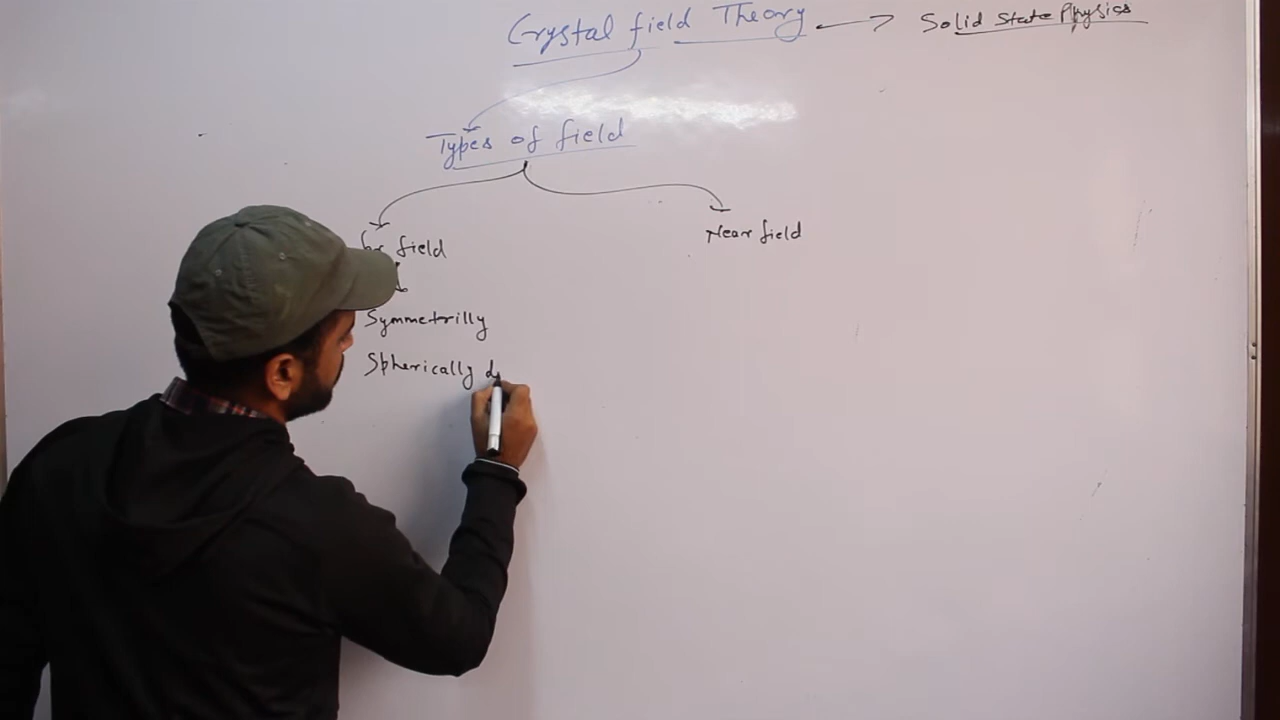 Crystal field Theory → Solid State Physics
Types of field
field
Near field
Symmetrilly
Spherically d